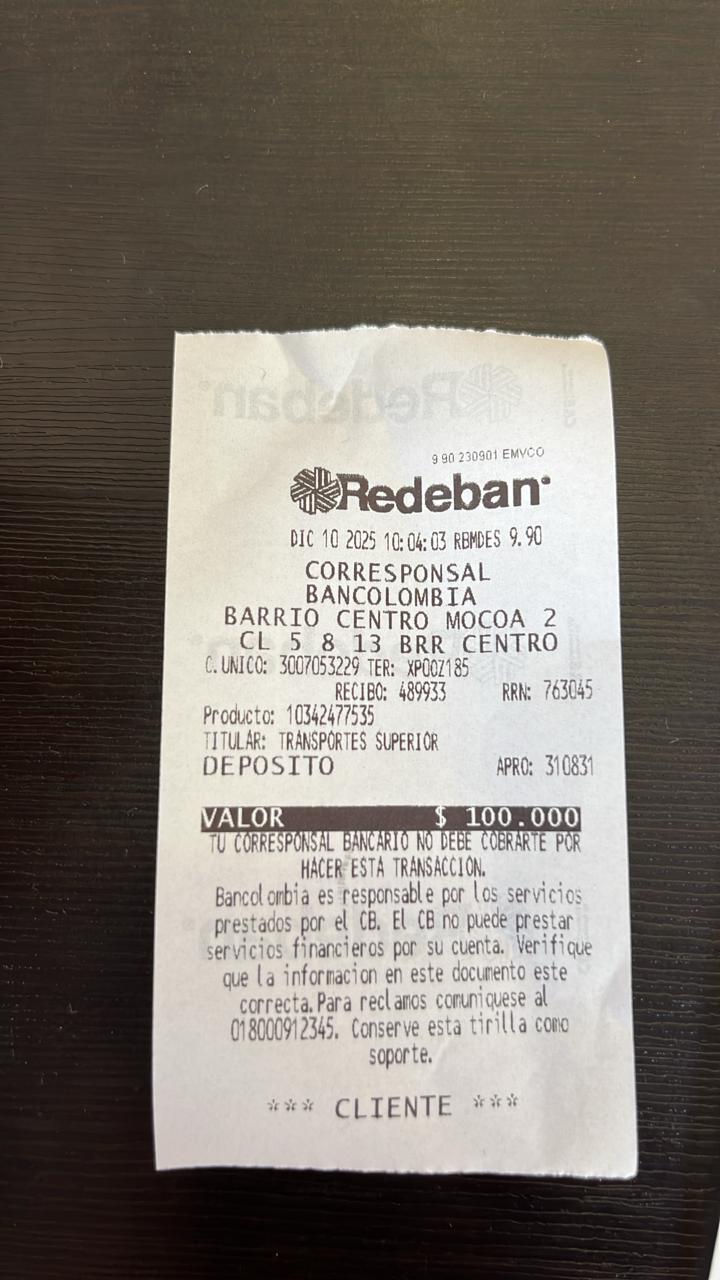 9 90 230901 EMVCO
Redeban
DIC 10 2025 10:04:03 RBMDES 9.90
CORRESPONSAL
BANCOLOMBIA
BARRIO CENTRO MOCOA 2
CL 5 8 13 BRR CENTRO
C.UNICO: 3007053229 TER: XP00Z185
RECIBO: 489933 RRN: 763045
Producto: 10342477535
TITULAR: TRANSPORTES SUPERIOR
DEPOSITO APRO: 310831
VALOR $ 100.000
TU CORRESPONSAL BANCARIO NO DEBE COBRARTE POR
HACER ESTA TRANSACCION.
Bancolombia es responsable por los servicios
prestados por el CB. El CB no puede prestar
servicios financieros por su cuenta. Verifique
que la informacion en este documento este
correcta.Para reclamos comuniquese al
018000912345. Conserve esta tirilla como
soporte.
*** CLIENTE ***